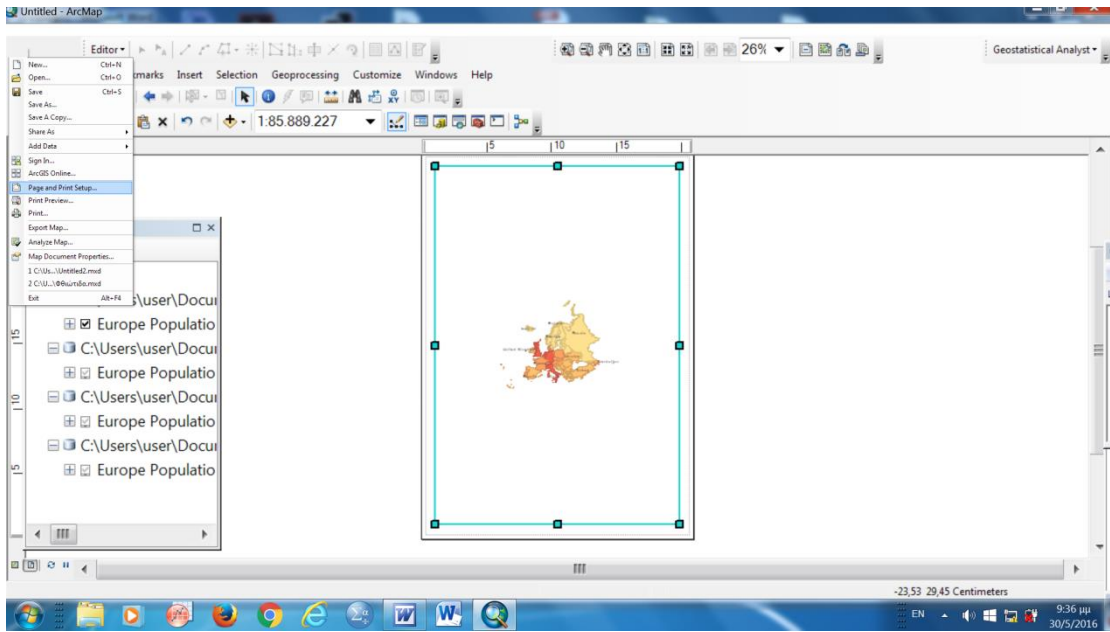 Untitled - ArcMap
Editor
26%
Geostatistical Analyst
New... Ctrl+N
Open... Ctrl+O
Save Ctrl+S
Save As...
Save A Copy...
Share As
Add Data
Sign In...
ArcGIS Online...
Page and Print Setup...
Print Preview...
Print...
Export Map...
Analyze Map...
Map Document Properties...
1 C:\Us...\Untitled2.mxd
Exit Alt+F4
Insert Selection Geoprocessing Customize Windows Help
1:85.889.227
5 10 15
15
10
5
Europe Populatio
C:\Users\user\Docu
Europe Populatio
C:\Users\user\Docu
Europe Populatio
C:\Users\user\Docu
Europe Populatio
-23,53 29,45 Centimeters
EN
9:36 μμ
30/5/2016